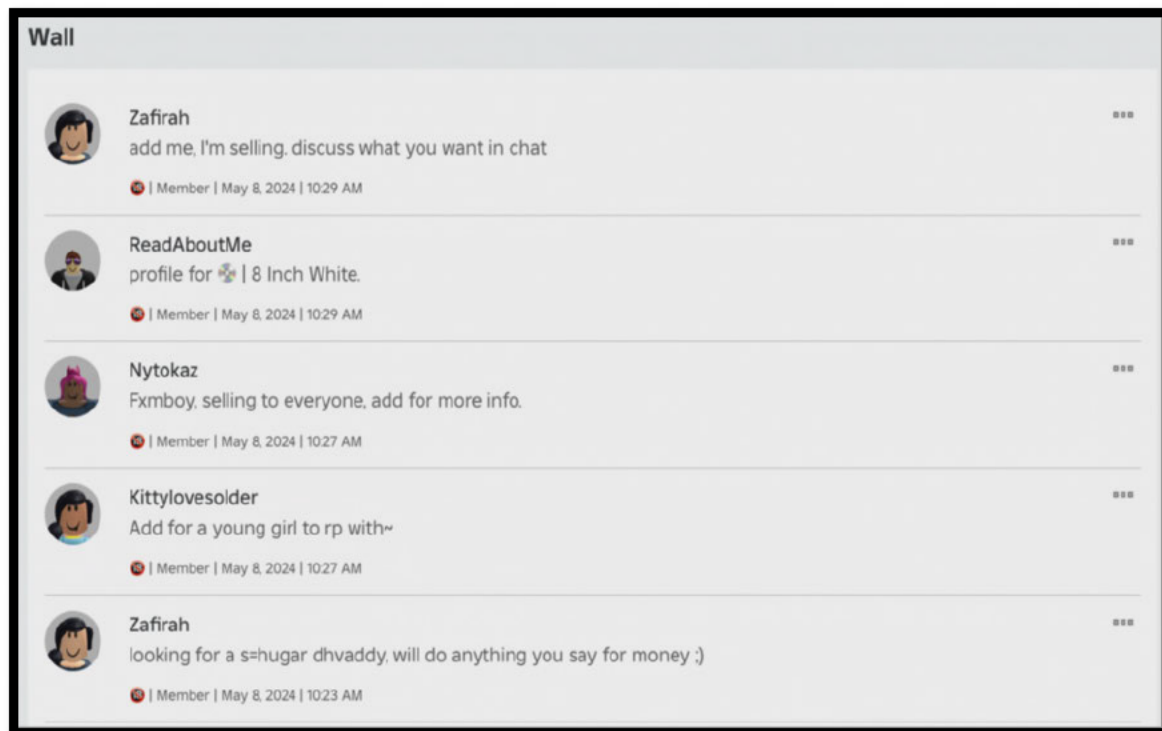 Wall
Zafirah
add me, I'm selling. discuss what you want in chat
🔞 | Member | May 8, 2024 | 10:29 AM
ReadAboutMe
profile for | 8 Inch White.
🔞 | Member | May 8, 2024 | 10:29 AM
Nytokaz
Fxmboy, selling to everyone, add for more info.
🔞 | Member | May 8, 2024 | 10:27 AM
Kittylovesolder
Add for a young girl to rp with~
🔞 | Member | May 8, 2024 | 10:27 AM
Zafirah
looking for a s=hugar dhvaddy, will do anything you say for money ;)
🔞 | Member | May 8, 2024 | 10:23 AM